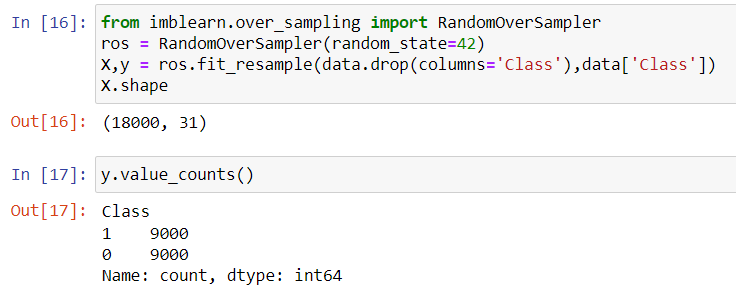 In [16]: from imblearn.over_sampling import RandomOverSampler
ros = RandomOverSampler(random_state=42)
X,y = ros.fit_resample(data.drop(columns='Class'),data['Class'])
X.shape
Out[16]: (18000, 31)
In [17]: y.value_counts()
Out[17]: Class
1    9000
0    9000
Name: count, dtype: int64